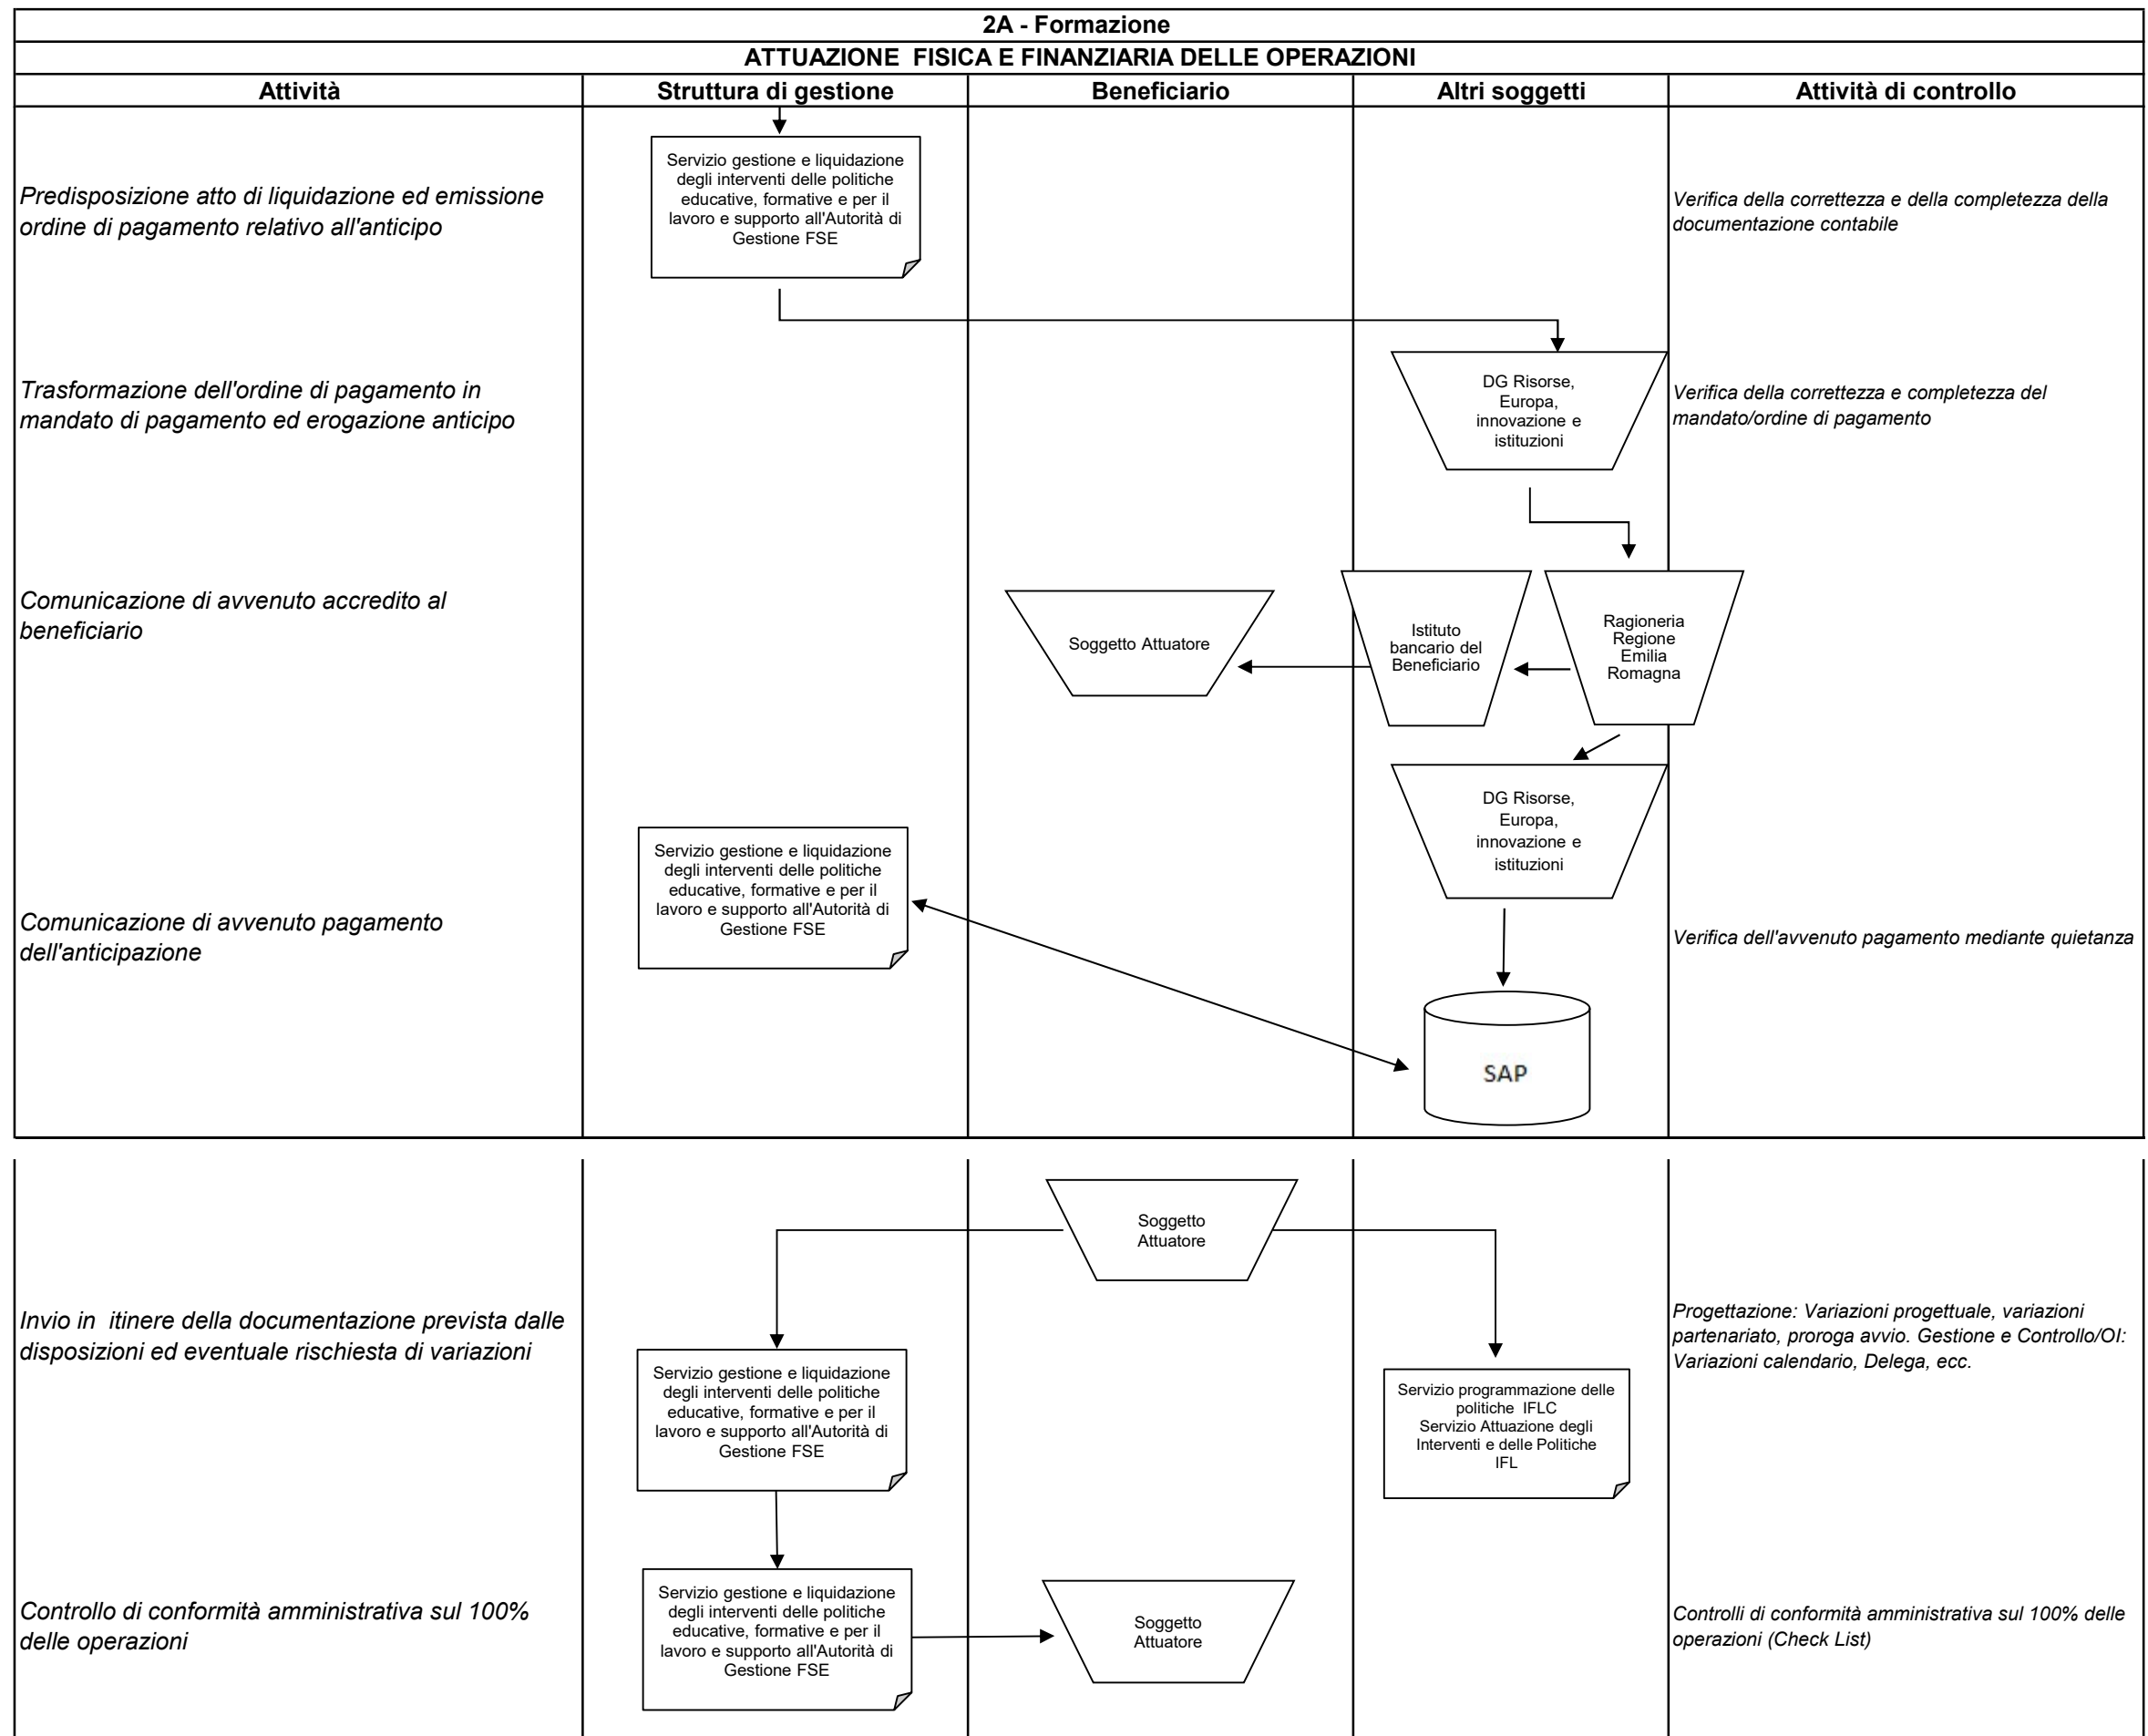 2A - Formazione
ATTUAZIONE  FISICA E FINANZIARIA DELLE OPERAZIONI
Attività
Struttura di gestione
Beneficiario
Altri soggetti
Attività di controllo
Predisposizione atto di liquidazione ed emissione
ordine di pagamento relativo all'anticipo
Servizio gestione e liquidazione
degli interventi delle politiche
educative, formative e per il
lavoro e supporto all'Autorità di
Gestione FSE
Verifica della correttezza e della completezza della
documentazione contabile
Trasformazione dell'ordine di pagamento in
mandato di pagamento ed erogazione anticipo
DG Risorse,
Europa,
innovazione e
istituzioni
Verifica della correttezza e completezza del
mandato/ordine di pagamento
Comunicazione di avvenuto accredito al
beneficiario
Soggetto Attuatore
Istituto
bancario del
Beneficiario
Ragioneria
Regione
Emilia
Romagna
DG Risorse,
Europa,
innovazione e
istituzioni
Comunicazione di avvenuto pagamento
dell'anticipazione
Servizio gestione e liquidazione
degli interventi delle politiche
educative, formative e per il
lavoro e supporto all'Autorità di
Gestione FSE
Verifica dell'avvenuto pagamento mediante quietanza
SAP
Soggetto
Attuatore
Invio in  itinere della documentazione prevista dalle
disposizioni ed eventuale rischiesta di variazioni
Servizio gestione e liquidazione
degli interventi delle politiche
educative, formative e per il
lavoro e supporto all'Autorità di
Gestione FSE
Servizio programmazione delle
politiche  IFLC
Servizio Attuazione degli
Interventi e delle Politiche
IFL
Progettazione: Variazioni progettuale, variazioni
partenariato, proroga avvio. Gestione e Controllo/OI:
Variazioni calendario, Delega, ecc.
Controllo di conformità amministrativa sul 100%
delle operazioni
Servizio gestione e liquidazione
degli interventi delle politiche
educative, formative e per il
lavoro e supporto all'Autorità di
Gestione FSE
Soggetto
Attuatore
Controlli di conformità amministrativa sul 100% delle
operazioni (Check List)